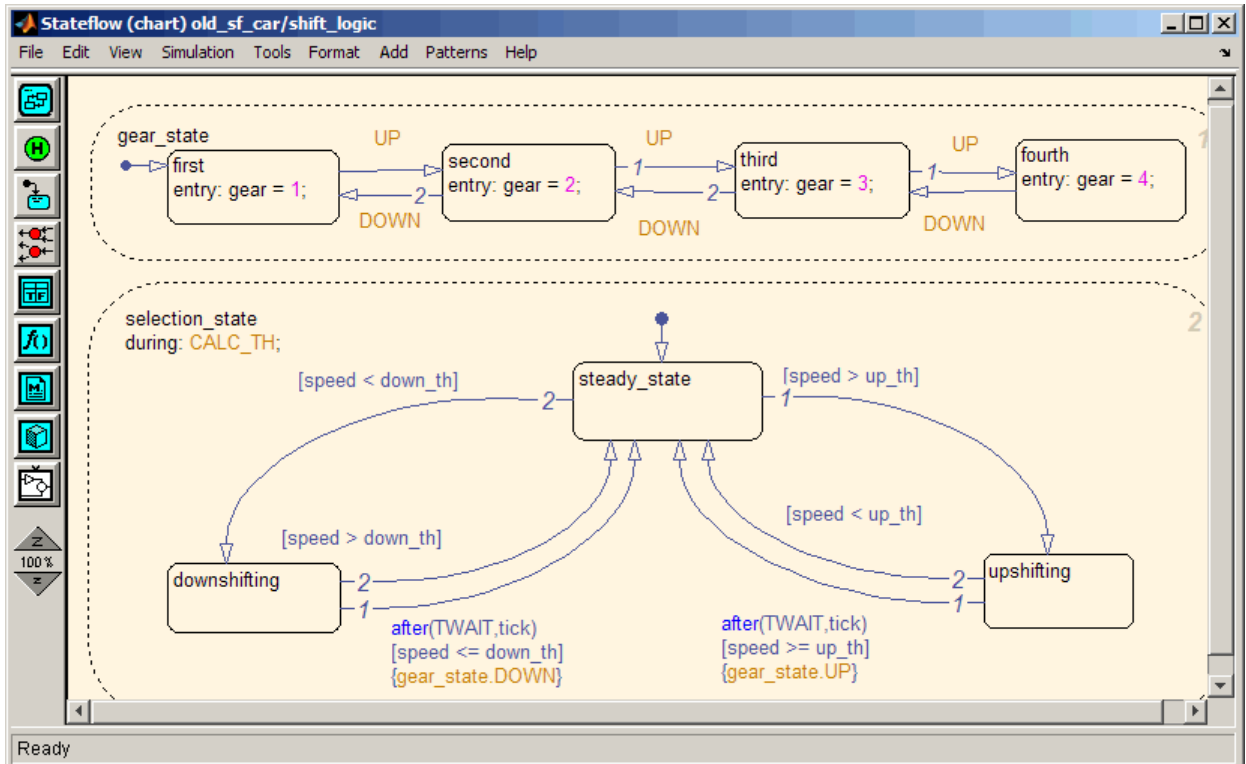 Stateflow (chart) old_sf_car/shift_logic
File Edit View Simulation Tools Format Add Patterns Help
1
gear_state
UP
UP
UP
first
entry: gear = 1;
second
entry: gear = 2;
third
entry: gear = 3;
fourth
entry: gear = 4;
1
1
2
2
DOWN
DOWN
DOWN
2
selection_state
during: CALC_TH;
[speed < down_th]
steady_state
[speed > up_th]
2
1
[speed > down_th]
[speed < up_th]
downshifting
upshifting
2
1
2
1
after(TWAIT,tick)
[speed <= down_th]
{gear_state.DOWN}
after(TWAIT,tick)
[speed >= up_th]
{gear_state.UP}
H
TF
f()
M
Z
100 %
z
Ready